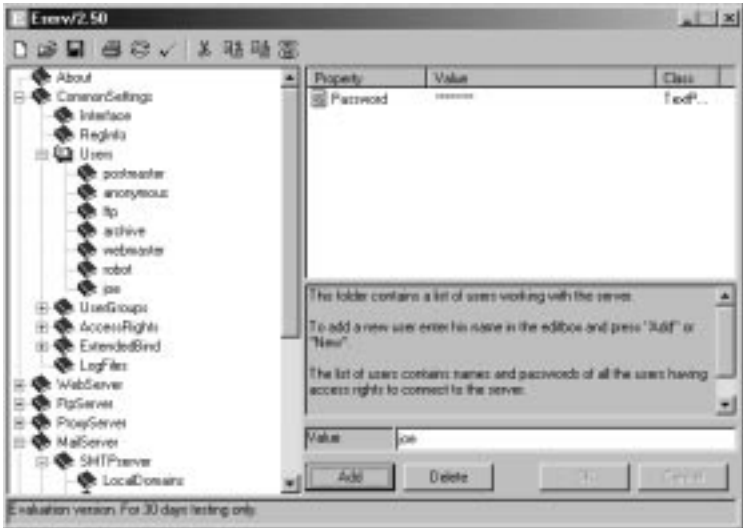 Eserv/2.50
About
CommonSettings
Interface
RegInfo
Users
postmaster
anonymous
ftp
archive
webmaster
robot
joe
UserGroups
AccessRights
ExtendedBind
LogFiles
WebServer
FtpServer
ProxyServer
MailServer
SMTPserver
LocalDomains
Property Value Class
Password ******* TextP...
This folder contains a list of users working with the server.
To add a new user enter his name in the editbox and press "Add" or
"New".
The list of users contains names and passwords of all the users having
access rights to connect to the server.
Value joe
Add Delete Cancel
Evaluation version. For 30 days testing only.